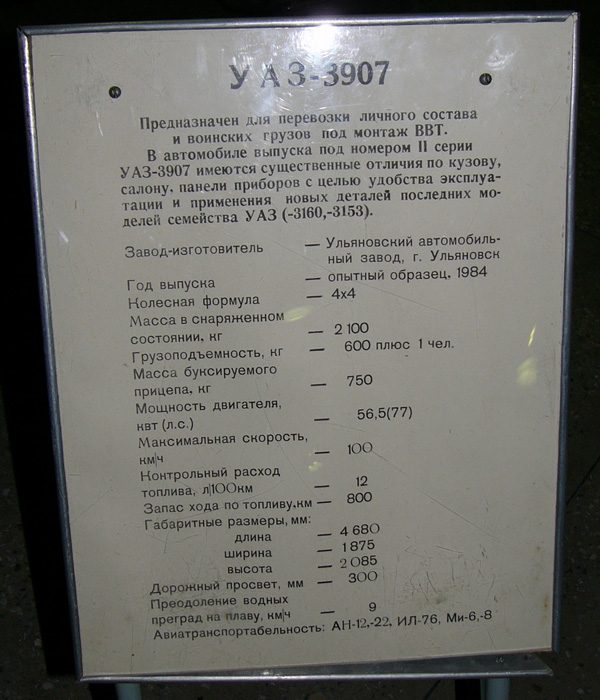 УАЗ-3907
Предназначен для перевозки личного состава
и воинских грузов под монтаж ВВТ.
В автомобиле выпуска под номером II серии
УАЗ-3907 имеются существенные отличия по кузову,
салону, панели приборов с целью удобства эксплуа-
тации и применения новых деталей последних мо-
делей семейства УАЗ (-3160,-3153).
Завод-изготовитель — Ульяновский автомобиль-
ный завод, г. Ульяновск
Год выпуска — опытный образец, 1984
Колесная формула — 4х4
Масса в снаряженном
состоянии, кг — 2 100
Грузоподъемность, кг — 600 плюс 1 чел.
Масса буксируемого
прицепа, кг — 750
Мощность двигателя,
квт (л.с.) — 56,5(77)
Максимальная скорость,
км/ч — 100
Контрольный расход
топлива, л/100км — 12
Запас хода по топливу,км — 800
Габаритные размеры, мм:
длина — 4 680
ширина — 1875
высота — 2 085
Дорожный просвет, мм — 300
Преодоление водных
преград на плаву, км/ч — 9
Авиатранспортабельность: АН-12,-22, ИЛ-76, Ми-6,-8